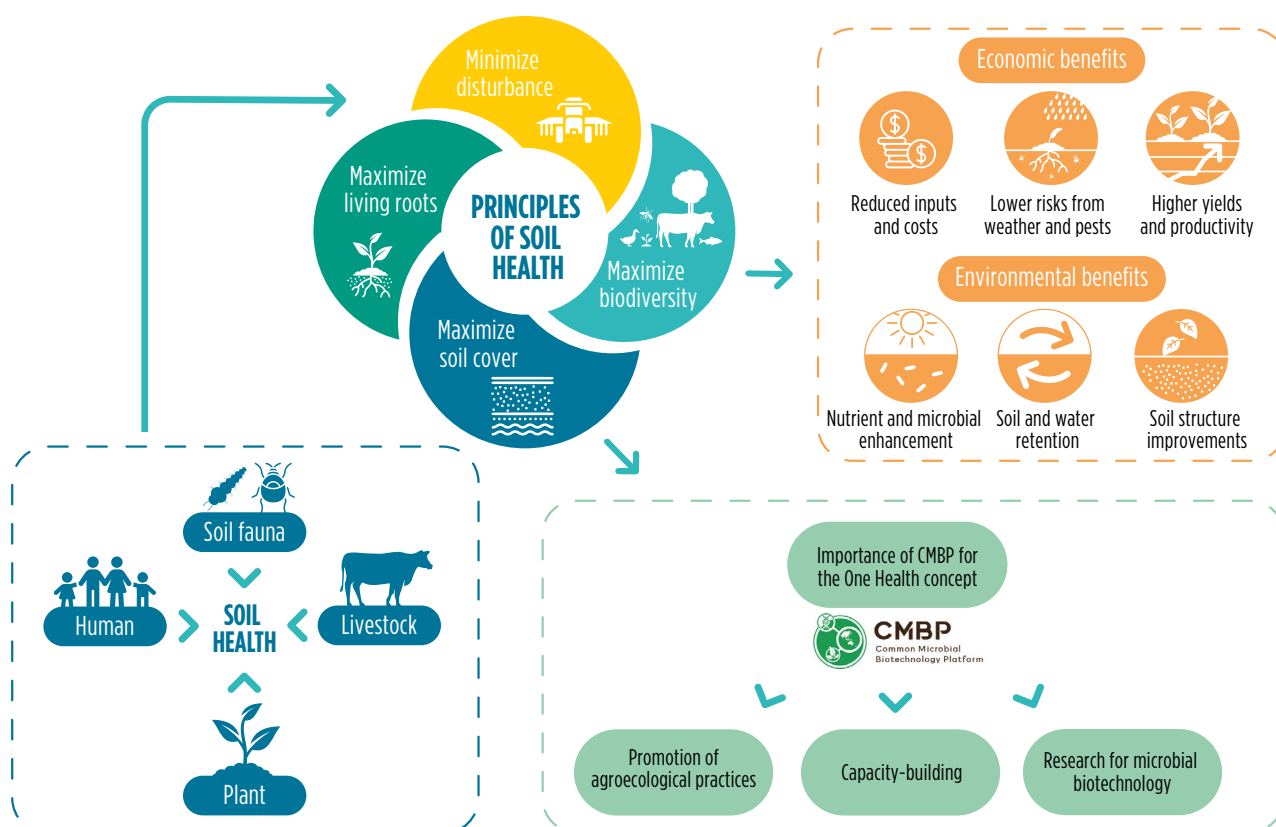 Minimize
disturbance
Maximize
living roots
PRINCIPLES
OF SOIL
HEALTH
Maximize
biodiversity
Maximize
soil cover
Economic benefits
Reduced inputs
and costs
Lower risks from
weather and pests
Higher yields
and productivity
Environmental benefits
Nutrient and microbial
enhancement
Soil and water
retention
Soil structure
improvements
Soil fauna
Human
SOIL
HEALTH
Livestock
Plant
Importance of CMBP for
the One Health concept
CMBP
Common Microbial
Biotechnology Platform
Promotion of
agroecological practices
Capacity-building
Research for microbial
biotechnology